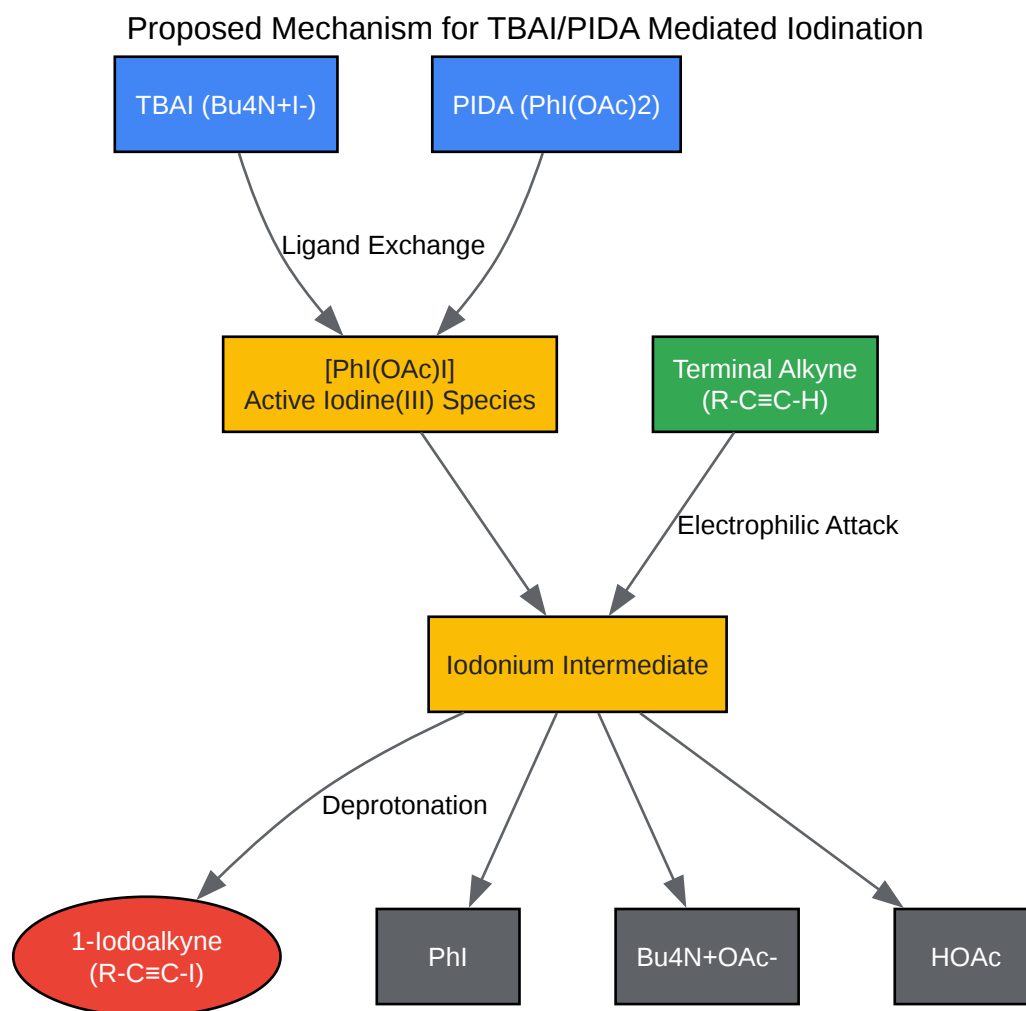 Proposed Mechanism for TBAI/PIDA Mediated Iodination
TBAI (Bu4N+I-)
PIDA (PhI(OAc)2)
Ligand Exchange
[PhI(OAc)I]
Active Iodine(III) Species
Terminal Alkyne
(R-C≡C-H)
Electrophilic Attack
Iodonium Intermediate
Deprotonation
1-Iodoalkyne
(R-C≡C-I)
PhI
Bu4N+OAc-
HOAc